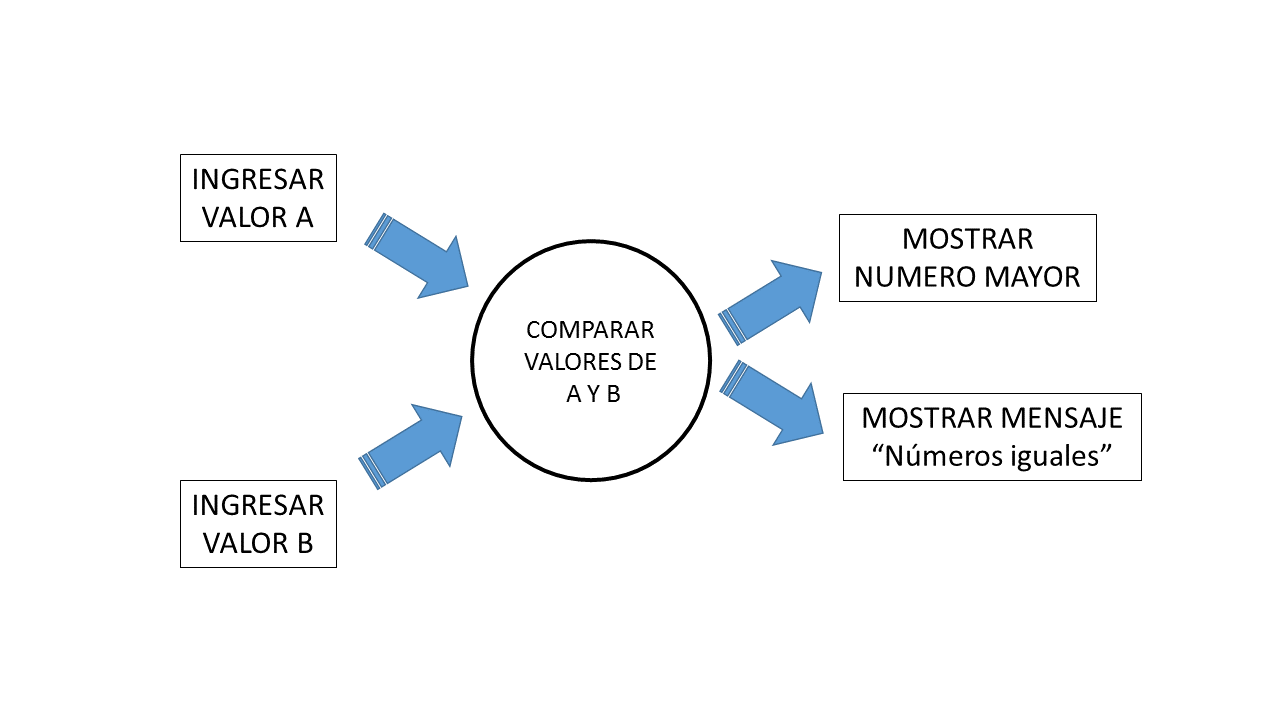 INGRESAR
VALOR A
INGRESAR
VALOR B
COMPARAR
VALORES DE
A Y B
MOSTRAR
NUMERO MAYOR
MOSTRAR MENSAJE
“Números iguales”